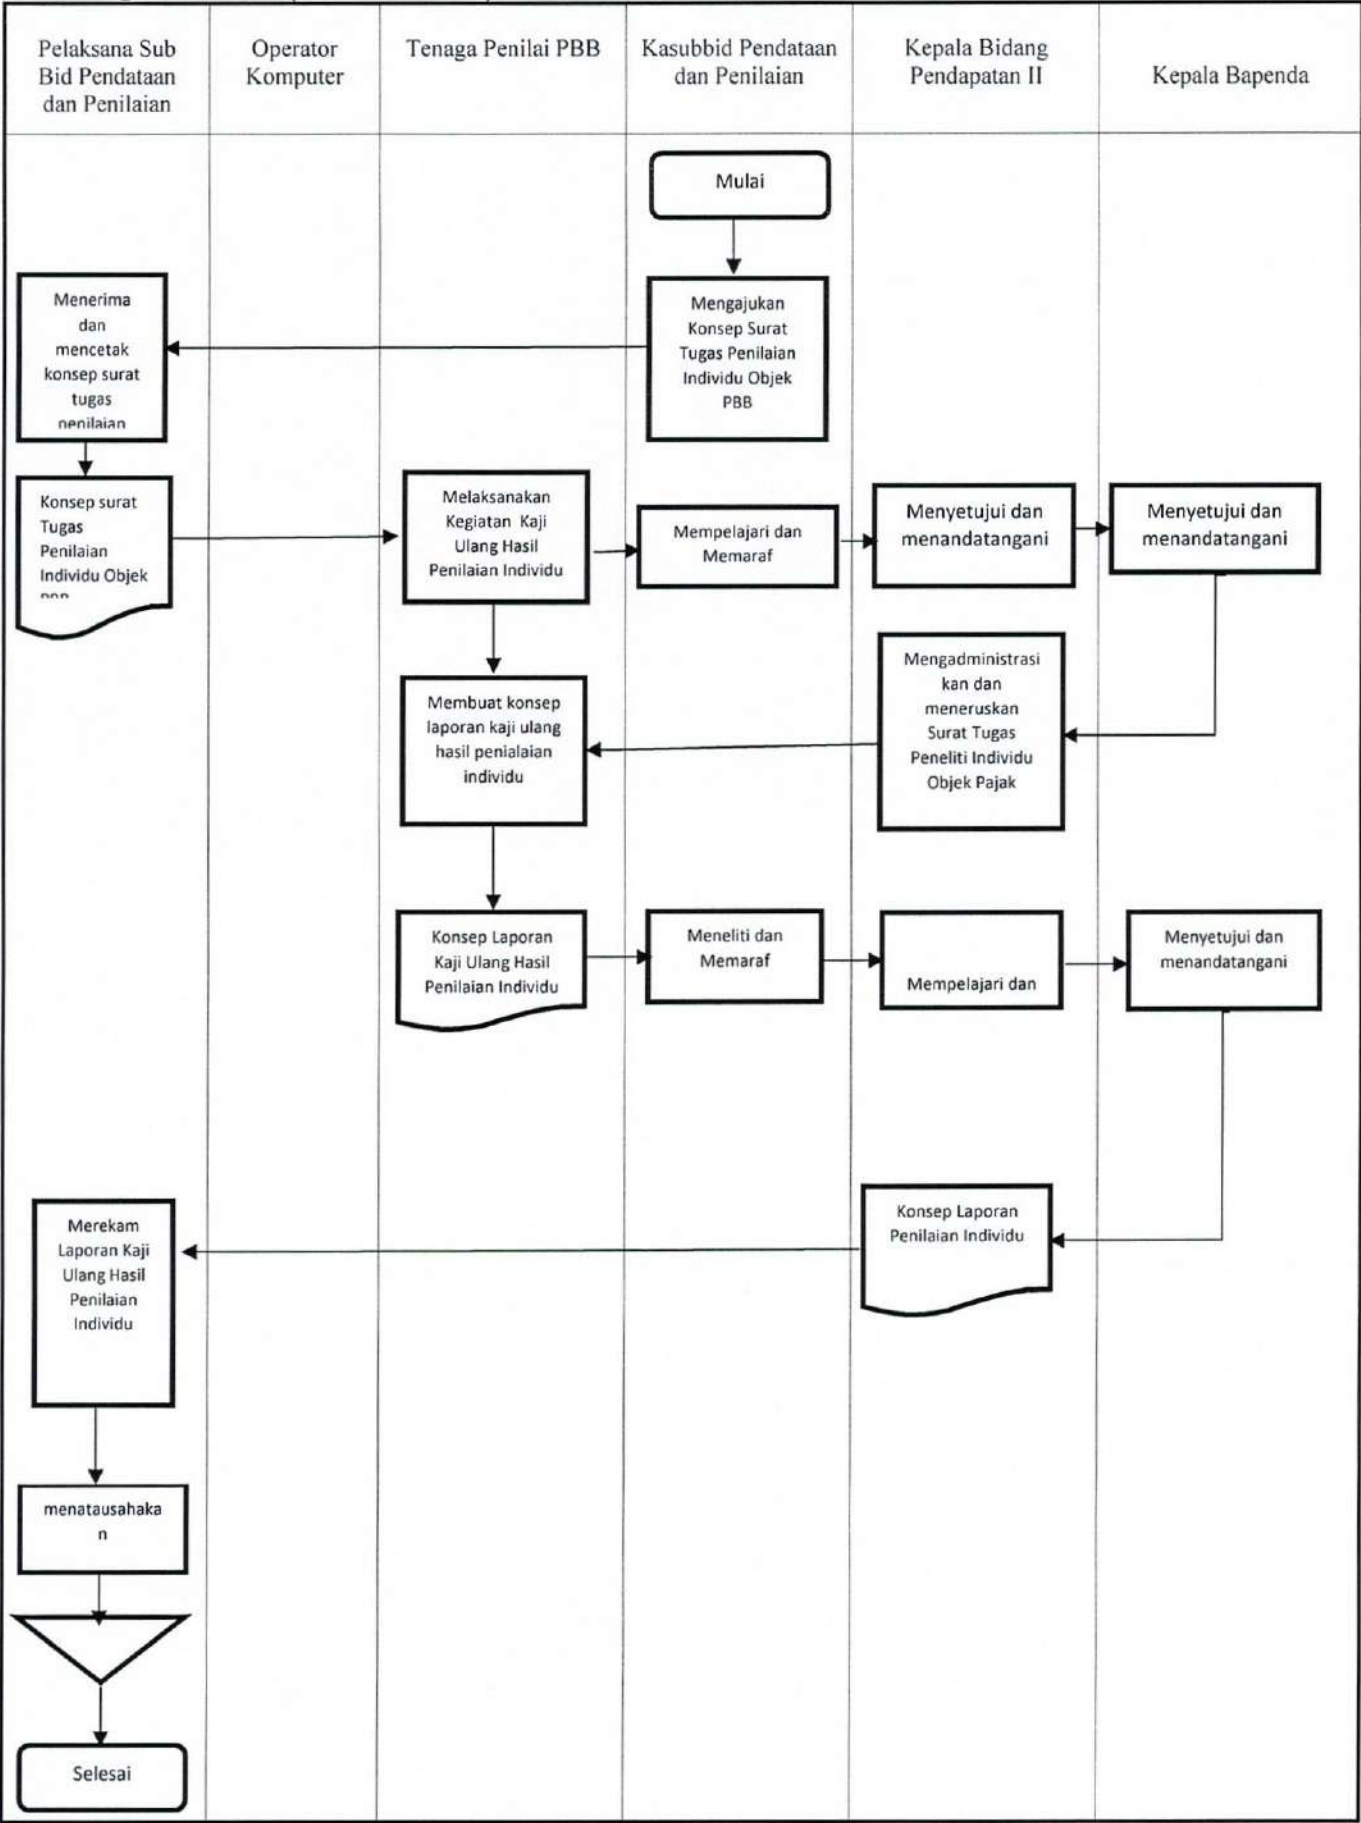 Pelaksana Sub
Bid Pendataan
dan Penilaian
Operator
Komputer
Tenaga Penilai PBB
Kasubbid Pendataan
dan Penilaian
Kepala Bidang
Pendapatan II
Kepala Bapenda
Mulai
Menerima
dan
mencetak
konsep surat
tugas
penilaian
Mengajukan
Konsep Surat
Tugas Penilaian
Individu Objek
PBB
Konsep surat
Tugas
Penilaian
Individu Objek
Melaksanakan
Kegiatan Kaji
Ulang Hasil
Penilaian Individu
Mempelajari dan
Memaraf
Menyetujui dan
menandatangani
Menyetujui dan
menandatangani
Mengadministrasi
kan dan
meneruskan
Surat Tugas
Peneliti Individu
Objek Pajak
Membuat konsep
laporan kaji ulang
hasil penialaian
individu
Konsep Laporan
Kaji Ulang Hasil
Penilaian Individu
Meneliti dan
Memaraf
Mempelajari dan
Menyetujui dan
menandatangani
Konsep Laporan
Penilaian Individu
Merekam
Laporan Kaji
Ulang Hasil
Penilaian
Individu
menatausahaka
n
Selesai